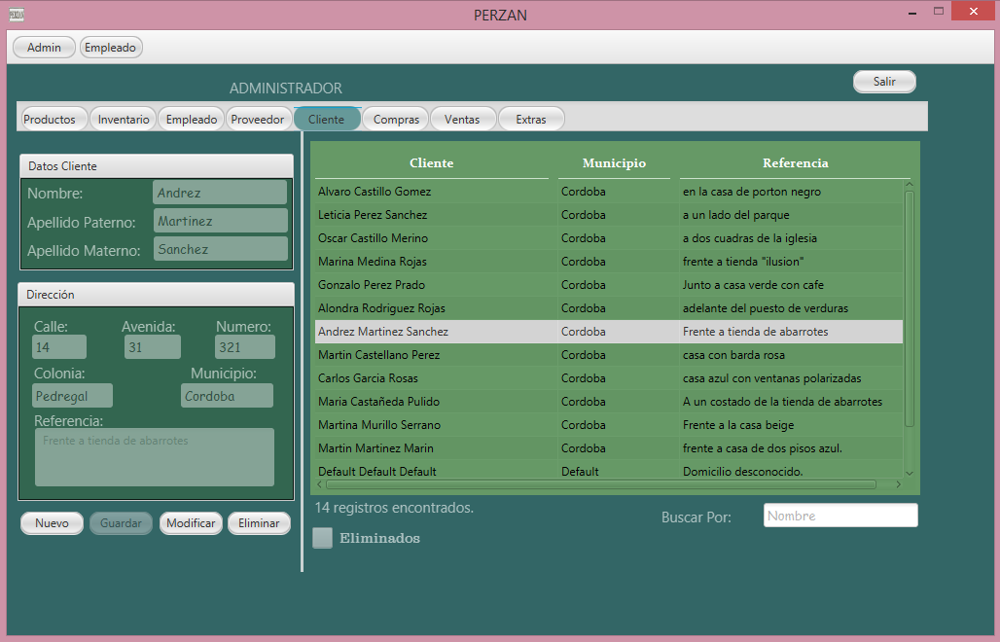 PERZAN
Admin Empleado
ADMINISTRADOR Salir
Productos Inventario Empleado Proveedor Cliente Compras Ventas Extras
Datos Cliente
Nombre: Andrez
Apellido Paterno: Martinez
Apellido Materno: Sanchez
Dirección
Calle: Avenida: Numero:
14 31 321
Colonia: Municipio:
Pedregal Cordoba
Referencia:
Frente a tienda de abarrotes
Nuevo Guardar Modificar Eliminar
Cliente Municipio Referencia
Alvaro Castillo Gomez Cordoba en la casa de porton negro
Leticia Perez Sanchez Cordoba a un lado del parque
Oscar Castillo Merino Cordoba a dos cuadras de la iglesia
Marina Medina Rojas Cordoba frente a tienda "ilusion"
Gonzalo Perez Prado Cordoba Junto a casa verde con cafe
Alondra Rodriguez Rojas Cordoba adelante del puesto de verduras
Andrez Martinez Sanchez Cordoba Frente a tienda de abarrotes
Martin Castellano Perez Cordoba casa con barda rosa
Carlos Garcia Rosas Cordoba casa azul con ventanas polarizadas
Maria Castañeda Pulido Cordoba A un costado de la tienda de abarrotes
Martina Murillo Serrano Cordoba Frente a la casa beige
Martin Martinez Marin Cordoba frente a casa de dos pisos azul.
Default Default Default Default Domicilio desconocido.
14 registros encontrados.
Buscar Por: Nombre
Eliminados